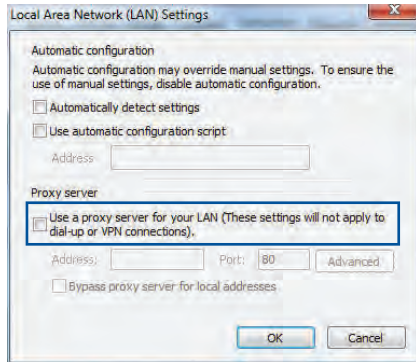 Local Area Network (LAN) Settings
Automatic configuration
Automatic configuration may override manual settings. To ensure the
use of manual settings, disable automatic configuration.
Automatically detect settings
Use automatic configuration script
Address
Proxy server
Use a proxy server for your LAN (These settings will not apply to
dial-up or VPN connections).
Address: Port: 80 Advanced
Bypass proxy server for local addresses
OK Cancel